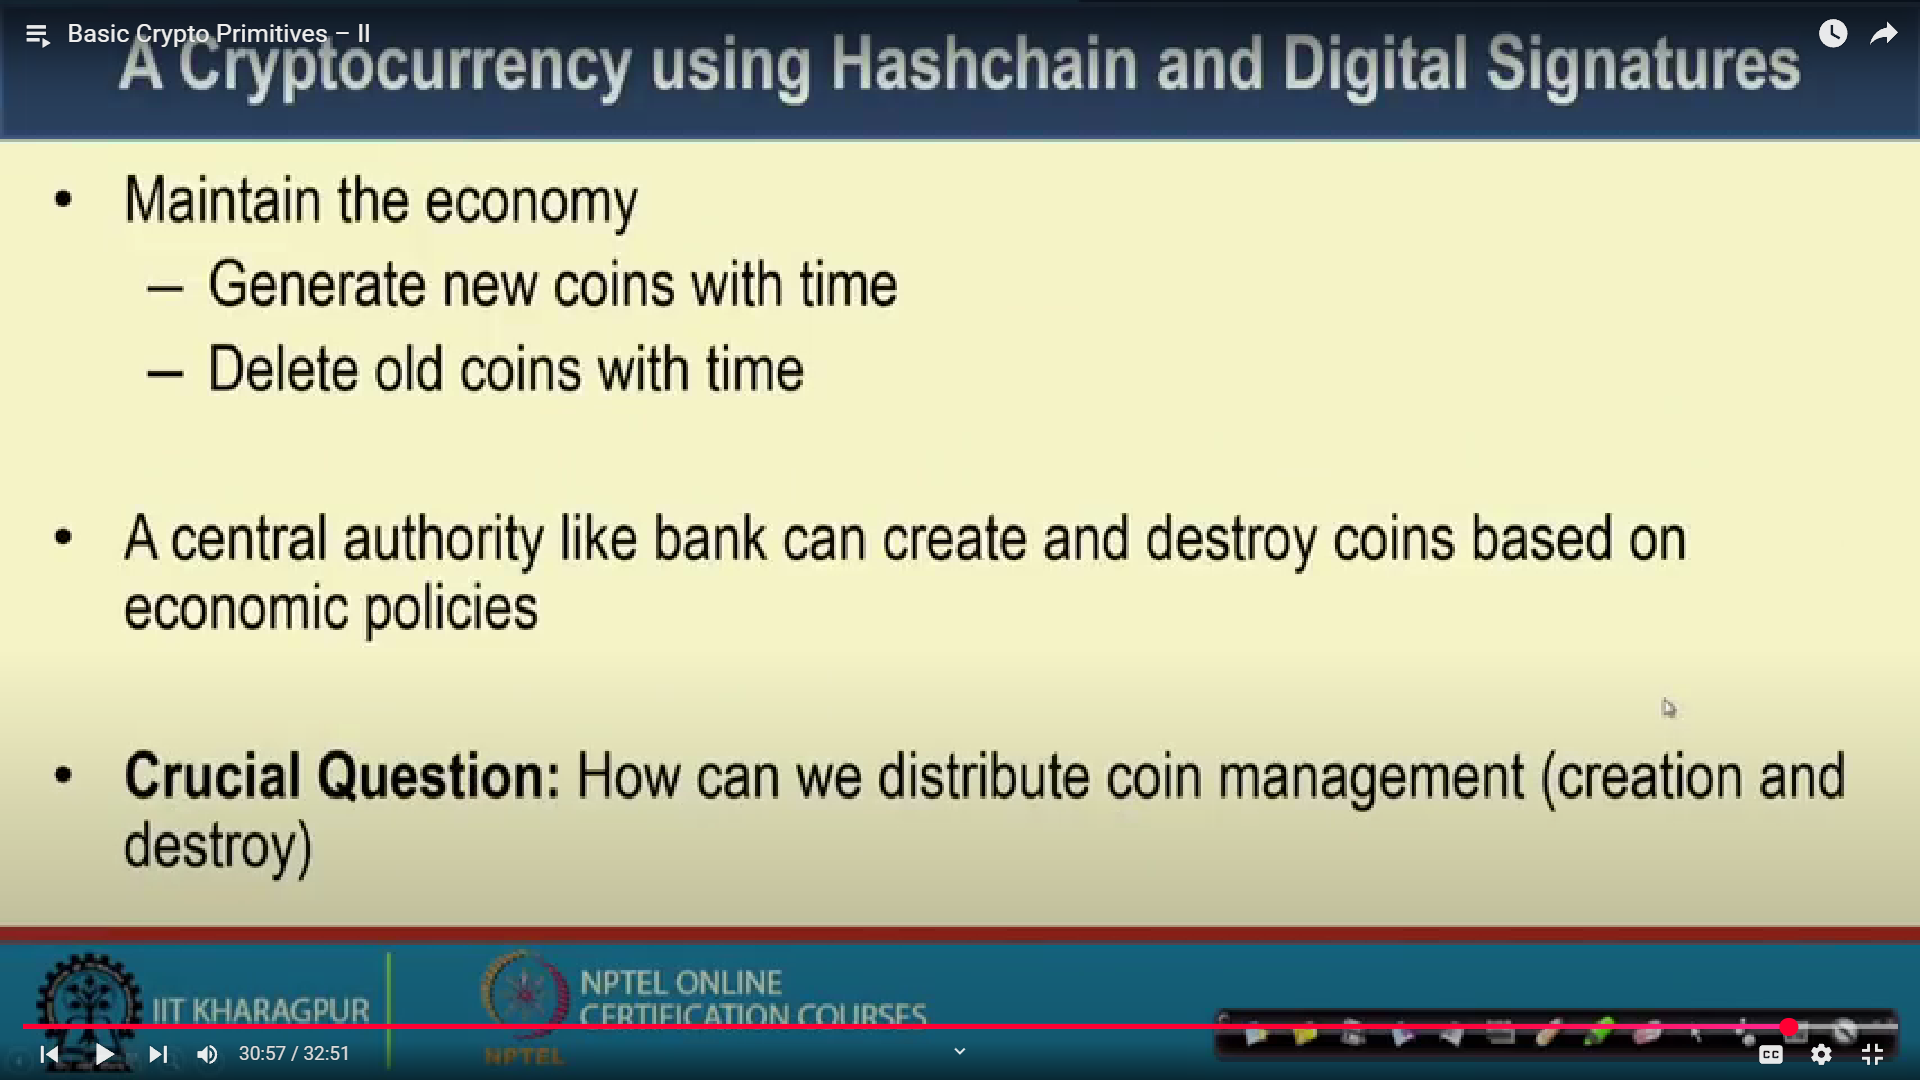 Basic Crypto Primitives – II
A Cryptocurrency using Hashchain and Digital Signatures
• Maintain the economy
– Generate new coins with time
– Delete old coins with time
• A central authority like bank can create and destroy coins based on
economic policies
• Crucial Question: How can we distribute coin management (creation and
destroy)
IIT KHARAGPUR
NPTEL ONLINE
CERTIFICATION COURSES
NPTEL
30:57 / 32:51
CC